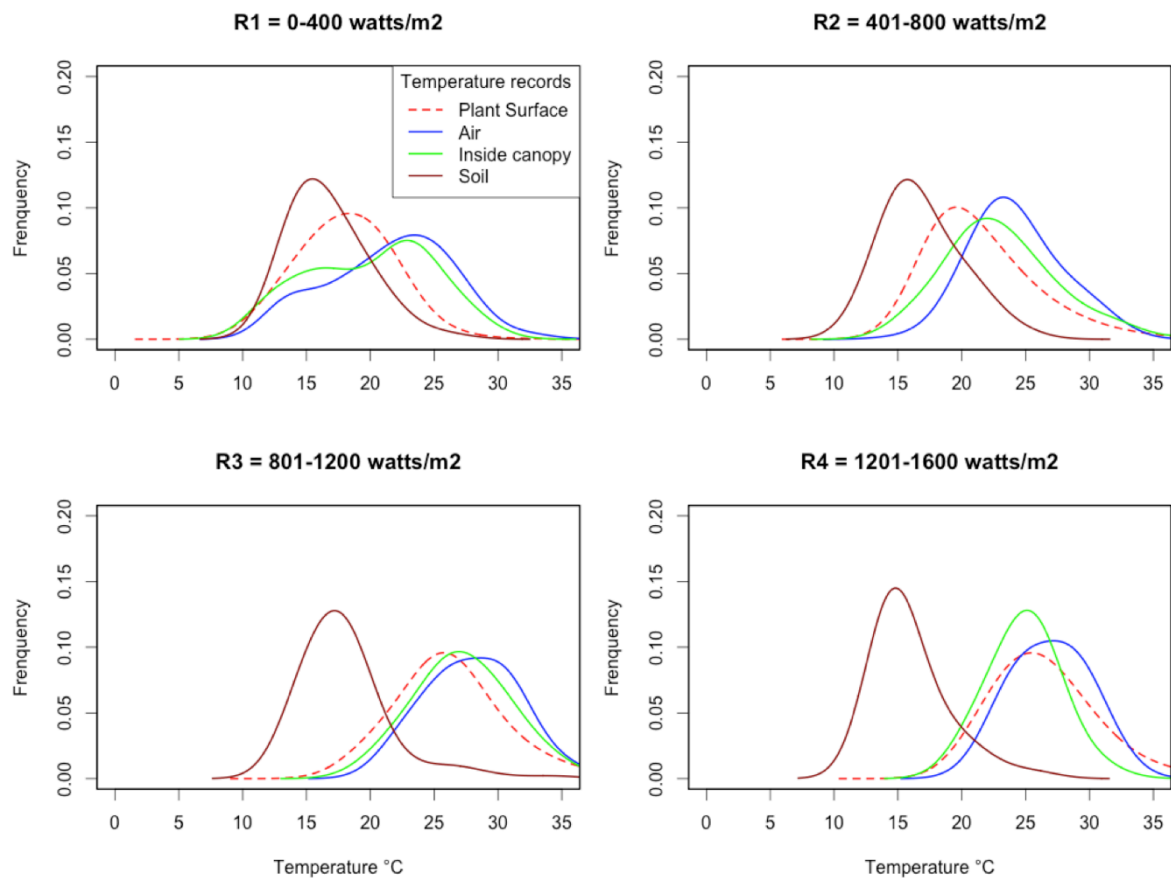 R1 = 0-400 watts/m2
Frenquency
0.20
0.15
0.10
0.05
0.00
Temperature records
Plant Surface
Air
Inside canopy
Soil
0 5 10 15 20 25 30 35
R2 = 401-800 watts/m2
Frenquency
0.20
0.15
0.10
0.05
0.00
0 5 10 15 20 25 30 35
R3 = 801-1200 watts/m2
Frenquency
0.20
0.15
0.10
0.05
0.00
0 5 10 15 20 25 30 35
Temperature °C
R4 = 1201-1600 watts/m2
Frenquency
0.20
0.15
0.10
0.05
0.00
0 5 10 15 20 25 30 35
Temperature °C